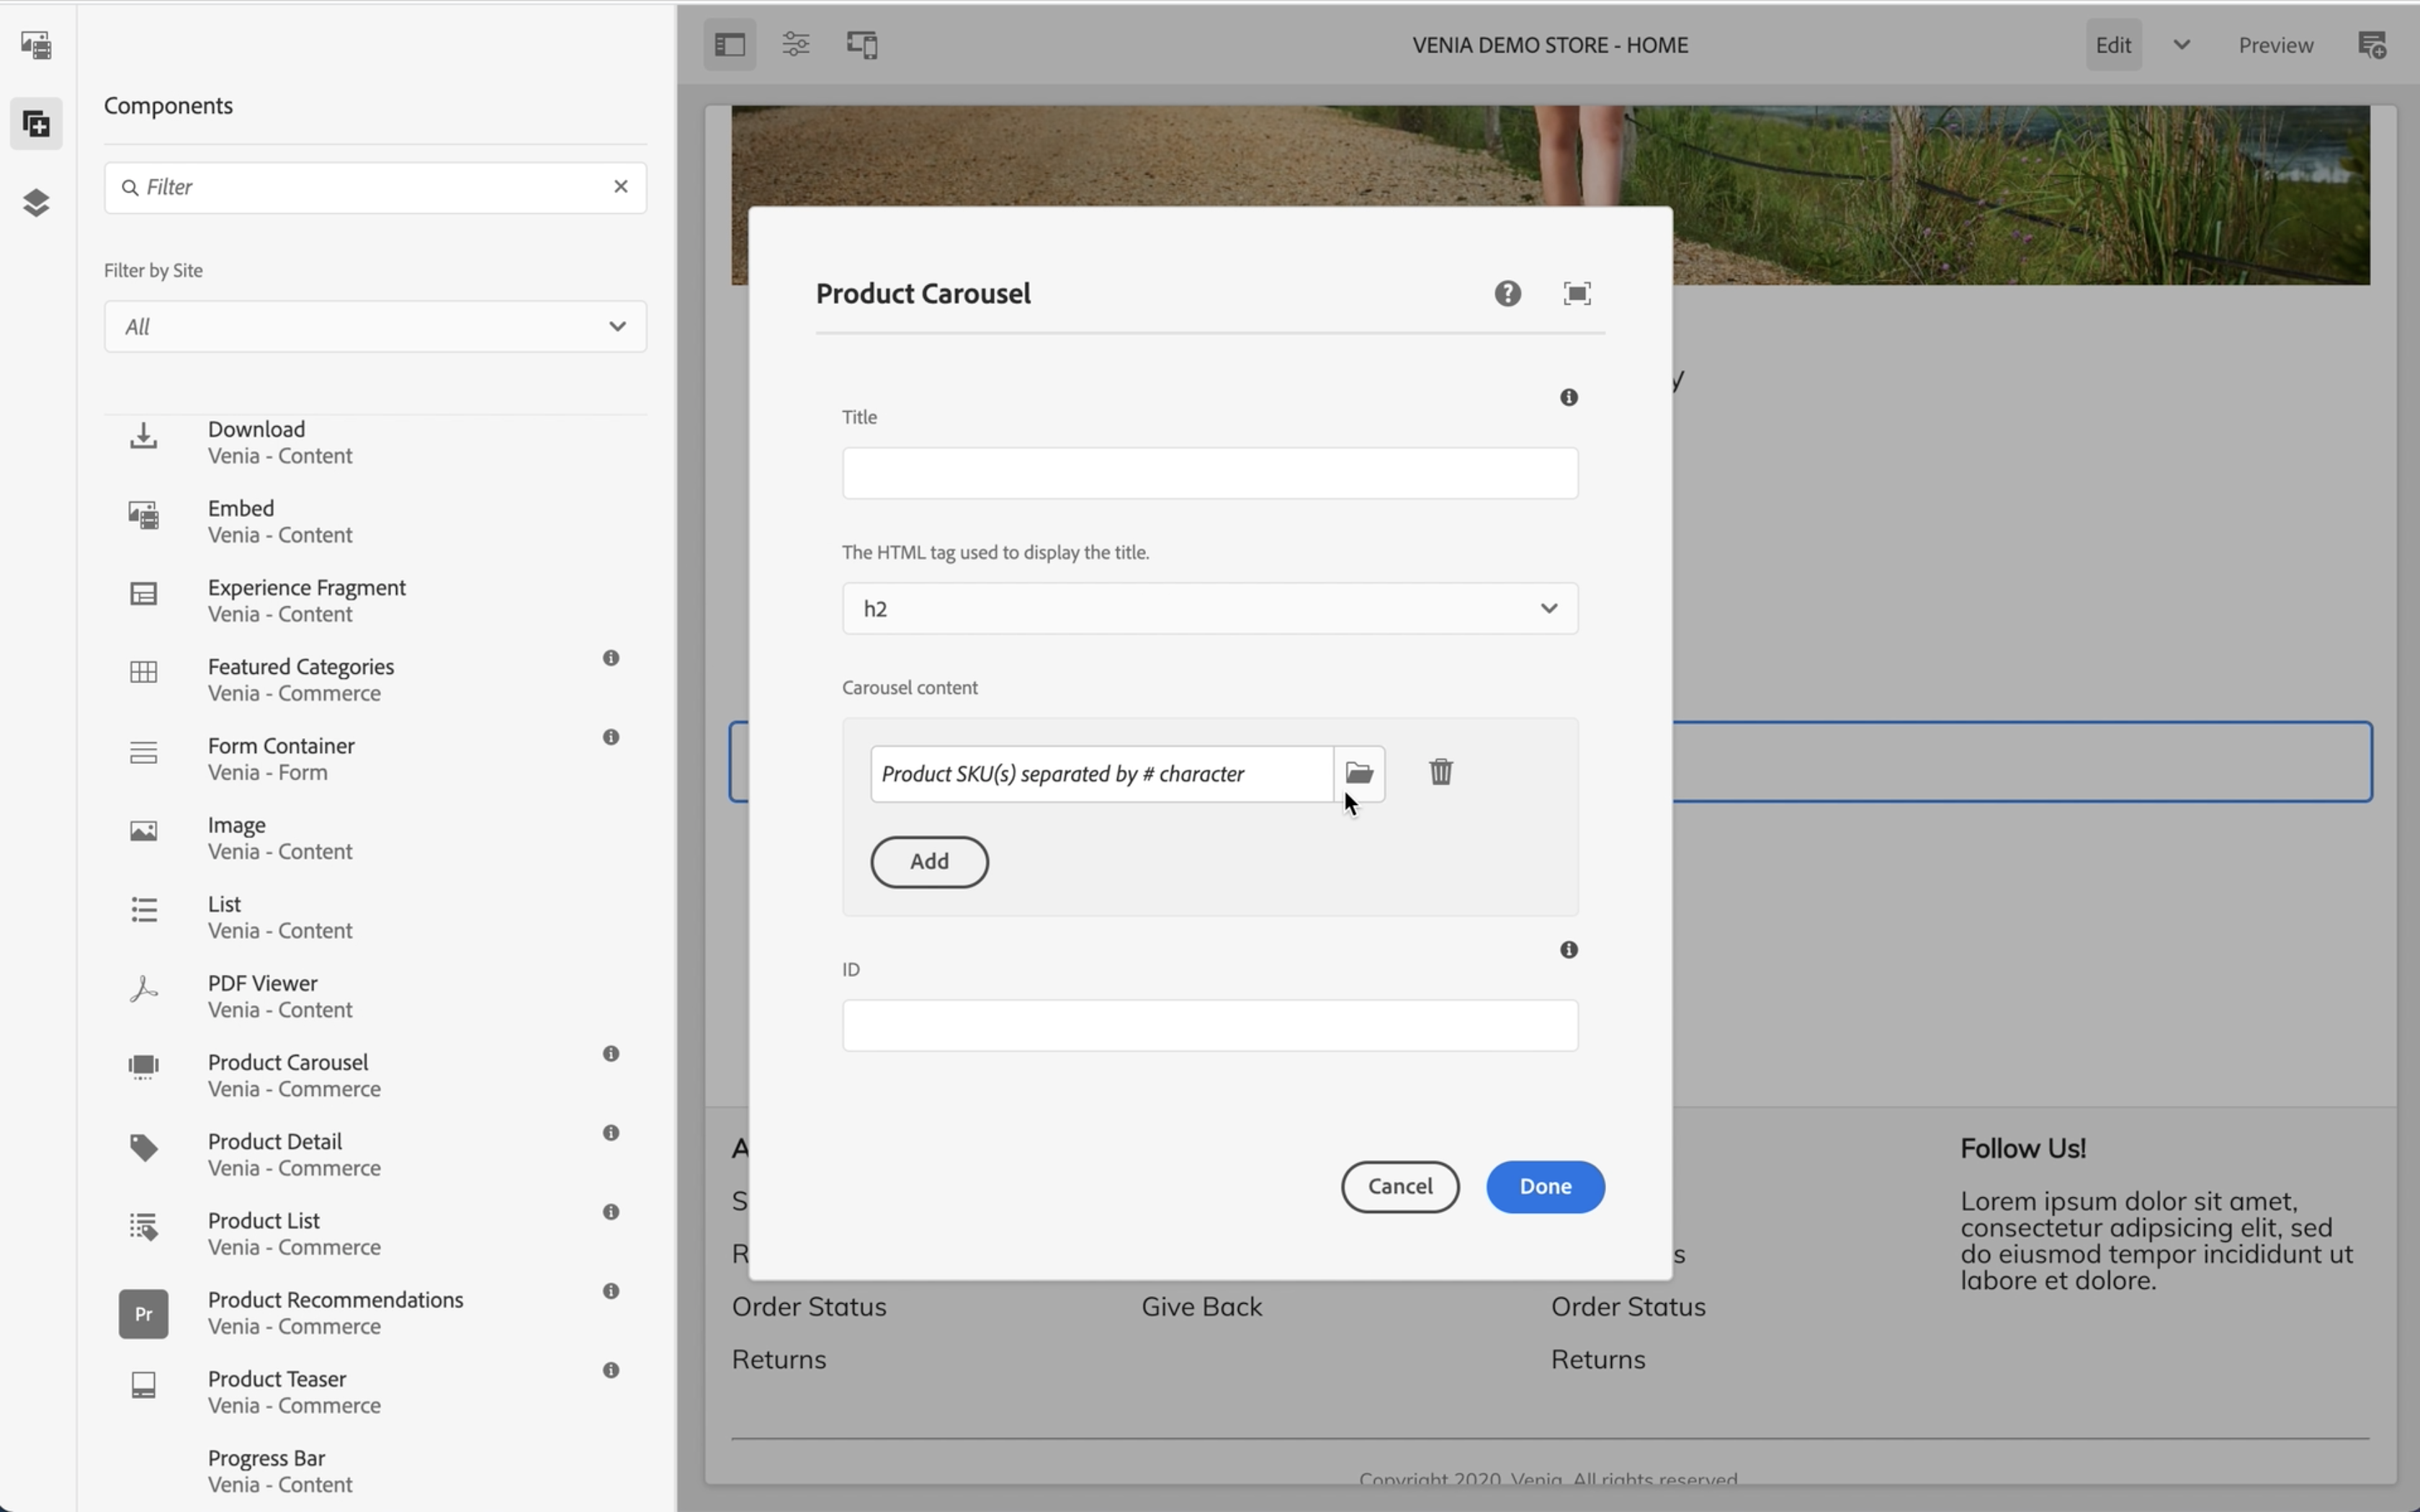 VENIA DEMO STORE - HOME
Edit
Preview
Components
Filter
Filter by Site
All
Download
Venia - Content
Embed
Venia - Content
Experience Fragment
Venia - Content
Featured Categories
Venia - Commerce
Form Container
Venia - Form
Image
Venia - Content
List
Venia - Content
PDF Viewer
Venia - Content
Product Carousel
Venia - Commerce
Product Detail
Venia - Commerce
Product List
Venia - Commerce
Pr
Product Recommendations
Venia - Commerce
Product Teaser
Venia - Commerce
Progress Bar
Venia - Content
Product Carousel
Title
The HTML tag used to display the title.
h2
Carousel content
Product SKU(s) separated by # character
Add
ID
Cancel
Done
Order Status
Returns
Give Back
Order Status
Returns
Follow Us!
Lorem ipsum dolor sit amet,
consectetur adipsicing elit, sed
do eiusmod tempor incididunt ut
labore et dolore.
Copyright 2020, Venia. All rights reserved